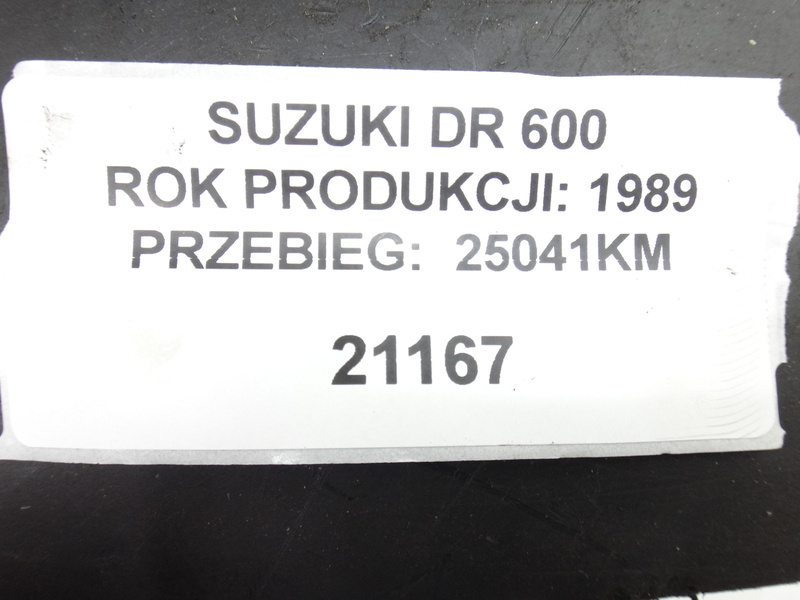 SUZUKI DR 600
ROK PRODUKCJI: 1989
PRZEBIEG: 25041KM
21167